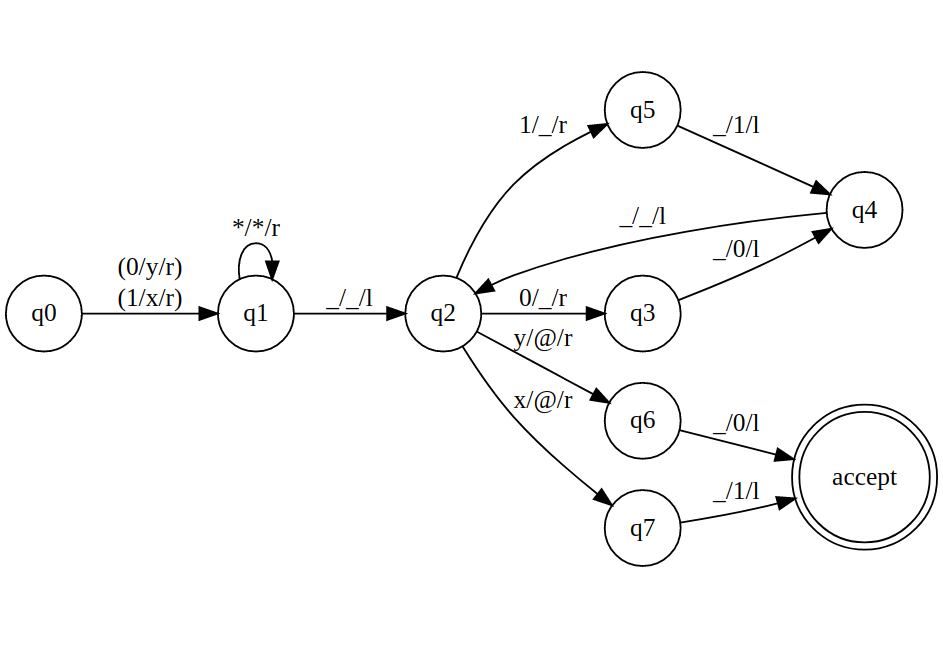 q5
1/_/r
_/1/l
q4
*/*/r
_/_/l
_/0/l
(0/y/r)
(1/x/r)
q0
q1
_/_/l
q2
0/_/r
q3
y/@/r
x/@/r
q6
_/0/l
accept
_/1/l
q7